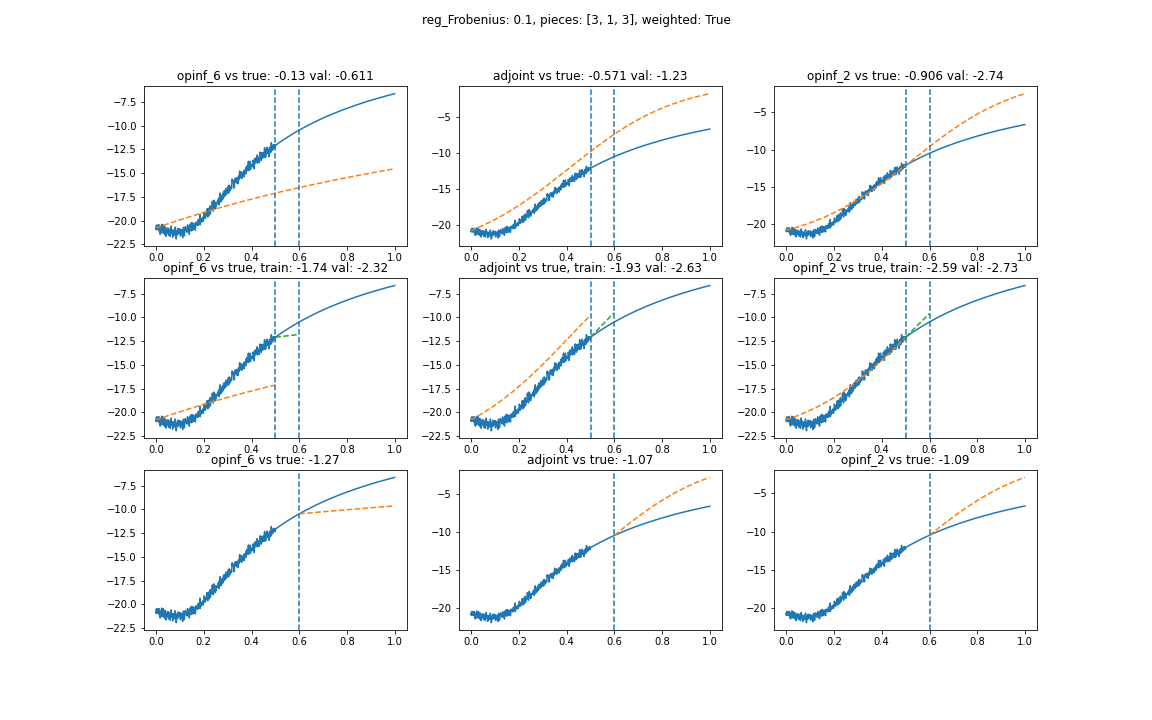 reg_Frobenius: 0.1, pieces: [3, 1, 3], weighted: True
opinf_6 vs true: -0.13 val: -0.611
−7.5
−10.0
−12.5
−15.0
−17.5
−20.0
−22.5
0.0 0.2 0.4 0.6 0.8 1.0
adjoint vs true: -0.571 val: -1.23
−5
−10
−15
−20
0.0 0.2 0.4 0.6 0.8 1.0
opinf_2 vs true: -0.906 val: -2.74
−5
−10
−15
−20
0.0 0.2 0.4 0.6 0.8 1.0
opinf_6 vs true, train: -1.74 val: -2.32
−7.5
−10.0
−12.5
−15.0
−17.5
−20.0
−22.5
0.0 0.2 0.4 0.6 0.8 1.0
adjoint vs true, train: -1.93 val: -2.63
−7.5
−10.0
−12.5
−15.0
−17.5
−20.0
−22.5
0.0 0.2 0.4 0.6 0.8 1.0
opinf_2 vs true, train: -2.59 val: -2.73
−7.5
−10.0
−12.5
−15.0
−17.5
−20.0
−22.5
0.0 0.2 0.4 0.6 0.8 1.0
opinf_6 vs true: -1.27
−7.5
−10.0
−12.5
−15.0
−17.5
−20.0
−22.5
0.0 0.2 0.4 0.6 0.8 1.0
adjoint vs true: -1.07
−5
−10
−15
−20
0.0 0.2 0.4 0.6 0.8 1.0
opinf_2 vs true: -1.09
−5
−10
−15
−20
0.0 0.2 0.4 0.6 0.8 1.0